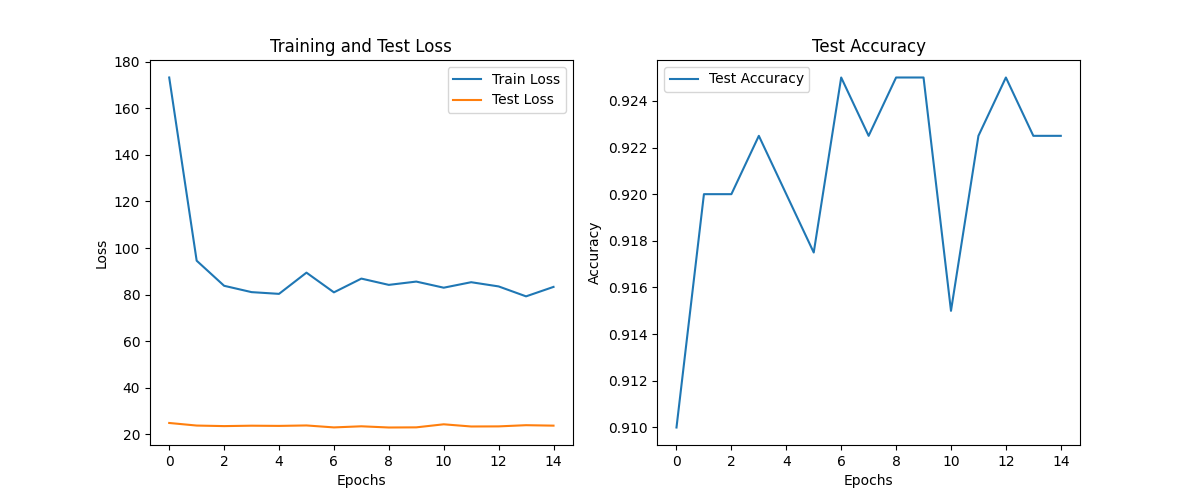 Training and Test Loss
Train Loss
Test Loss
180
160
140
120
100
80
60
40
20
Loss
0 2 4 6 8 10 12 14
Epochs
Test Accuracy
Test Accuracy
0.924
0.922
0.920
0.918
0.916
0.914
0.912
0.910
Accuracy
0 2 4 6 8 10 12 14
Epochs